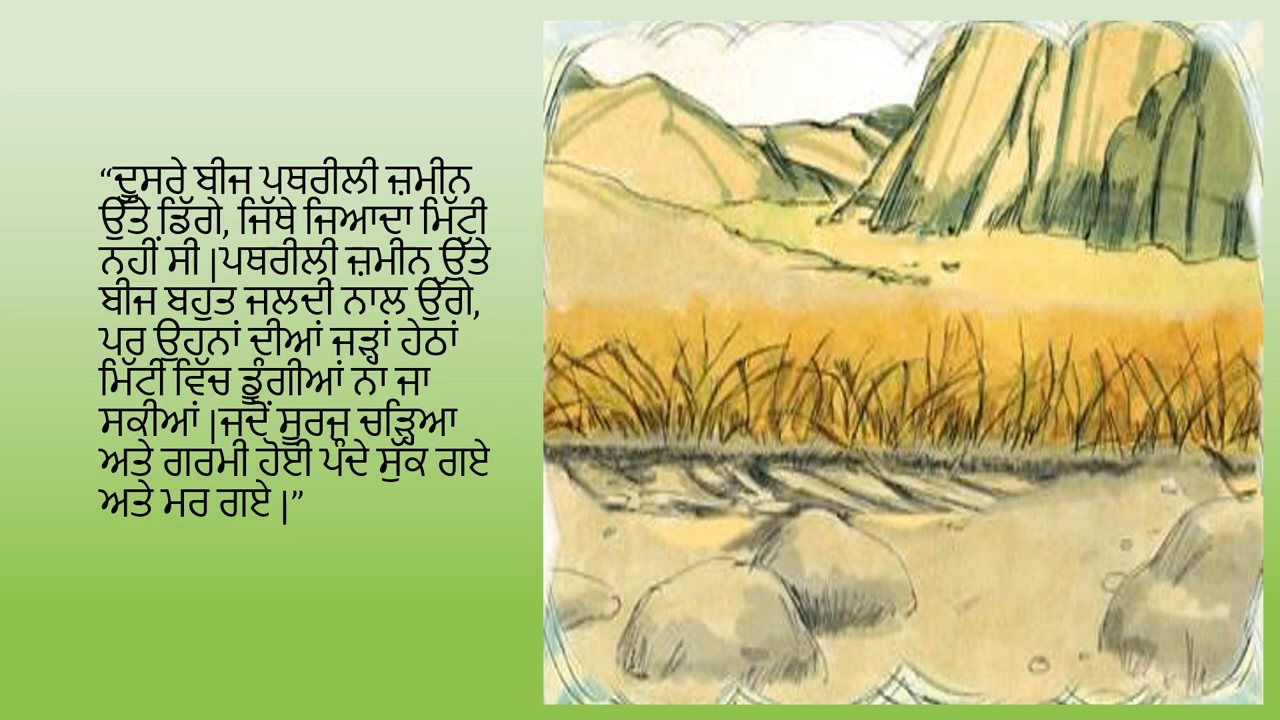 “ਦੂਸਰੇ ਬੀਜ ਪਥਰੀਲੀ ਜ਼ਮੀਨ
ਉੱਤੇ ਡਿੱਗੇ, ਜਿੱਥੇ ਜਿਆਦਾ ਮਿੱਟੀ
ਨਹੀਂ ਸੀ |ਪਥਰੀਲੀ ਜ਼ਮੀਨ ਉੱਤੇ
ਬੀਜ ਬਹੁਤ ਜਲਦੀ ਨਾਲ ਉੱਗੇ,
ਪਰ ਉਹਨਾਂ ਦੀਆਂ ਜੜ੍ਹਾਂ ਹੇਠਾਂ
ਮਿੱਟੀ ਵਿੱਚ ਡੂੰਗੀਆਂ ਨਾ ਜਾ
ਸਕੀਆਂ |ਜਦੋਂ ਸੂਰਜ ਚੜ੍ਹਿਆ
ਅਤੇ ਗਰਮੀ ਹੋਈ ਪੌਦੇ ਸੁੱਕ ਗਏ
ਅਤੇ ਮਰ ਗਏ |”